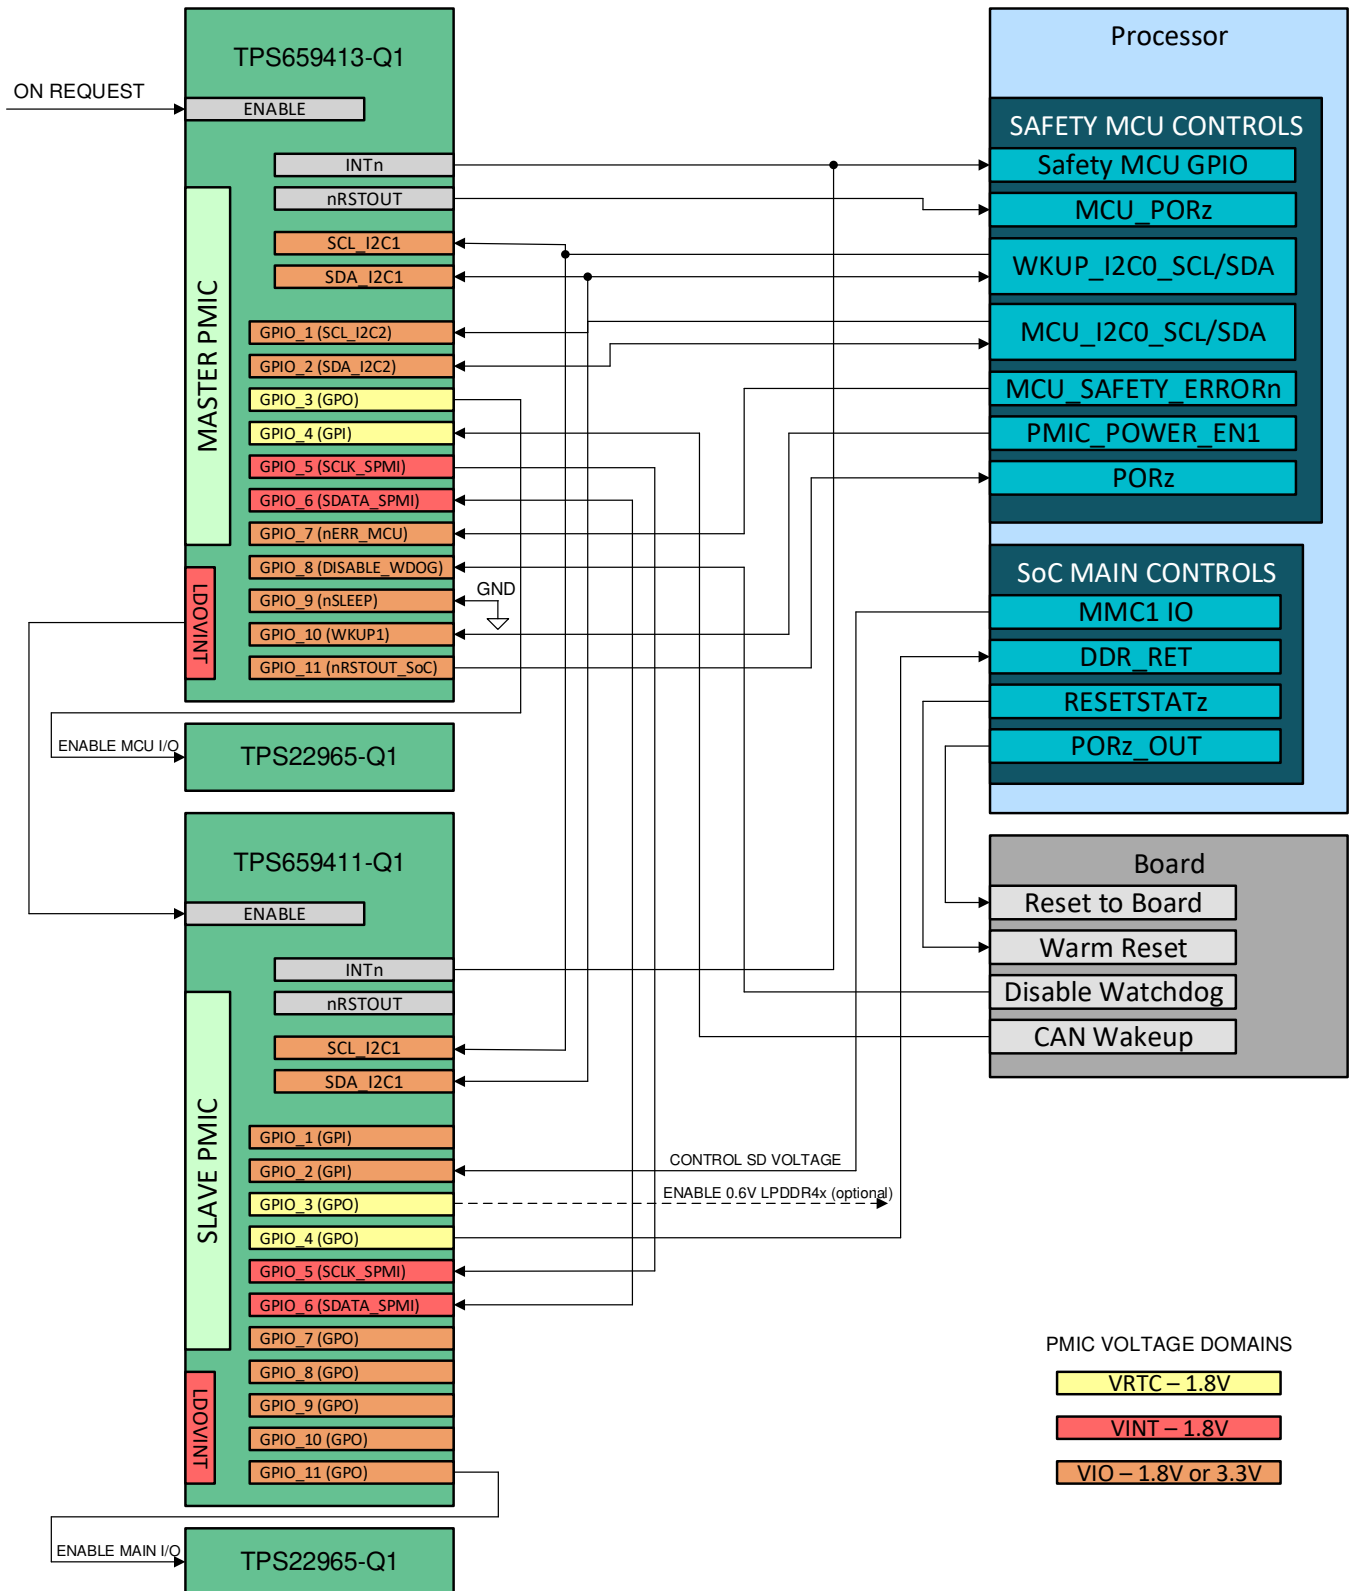 TPS659413-Q1
ON REQUEST
ENABLE
INTn
nRSTOUT
SCL_I2C1
SDA_I2C1
MASTER PMIC
GPIO_1 (SCL_I2C2)
GPIO_2 (SDA_I2C2)
GPIO_3 (GPO)
GPIO_4 (GPI)
GPIO_5 (SCLK_SPMI)
GPIO_6 (SDATA_SPMI)
GPIO_7 (nERR_MCU)
GPIO_8 (DISABLE_WDOG)
GPIO_9 (nSLEEP)
GPIO_10 (WKUP1)
GPIO_11 (nRSTOUT_SoC)
LDOVINT
GND
ENABLE MCU I/O
TPS22965-Q1
TPS659411-Q1
ENABLE
INTn
nRSTOUT
SCL_I2C1
SDA_I2C1
SLAVE PMIC
GPIO_1 (GPI)
GPIO_2 (GPI)
GPIO_3 (GPO)
GPIO_4 (GPO)
GPIO_5 (SCLK_SPMI)
GPIO_6 (SDATA_SPMI)
GPIO_7 (GPO)
GPIO_8 (GPO)
GPIO_9 (GPO)
GPIO_10 (GPO)
GPIO_11 (GPO)
LDOVINT
CONTROL SD VOLTAGE
ENABLE 0.6V LPDDR4x (optional)
ENABLE MAIN I/O
TPS22965-Q1
Processor
SAFETY MCU CONTROLS
Safety MCU GPIO
MCU_PORz
WKUP_I2C0_SCL/SDA
MCU_I2C0_SCL/SDA
MCU_SAFETY_ERRORn
PMIC_POWER_EN1
PORz
SoC MAIN CONTROLS
MMC1 IO
DDR_RET
RESETSTATz
PORz_OUT
Board
Reset to Board
Warm Reset
Disable Watchdog
CAN Wakeup
PMIC VOLTAGE DOMAINS
VRTC – 1.8V
VINT – 1.8V
VIO – 1.8V or 3.3V